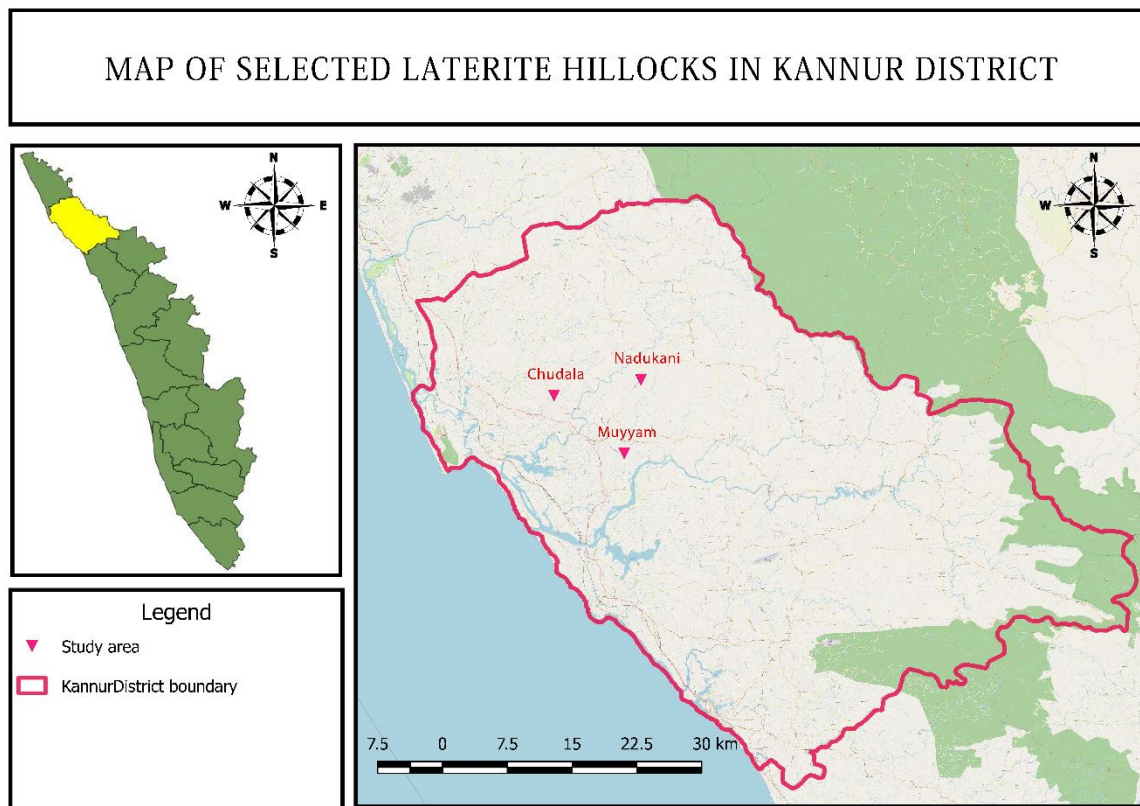 MAP OF SELECTED LATERITE HILLOCKS IN KANNUR DISTRICT
N
W E
S
Legend
Study area
KannurDistrict boundary
N
W E
S
Nadukani
Chudala
Muyyam
7.5 0 7.5 15 22.5 30 km